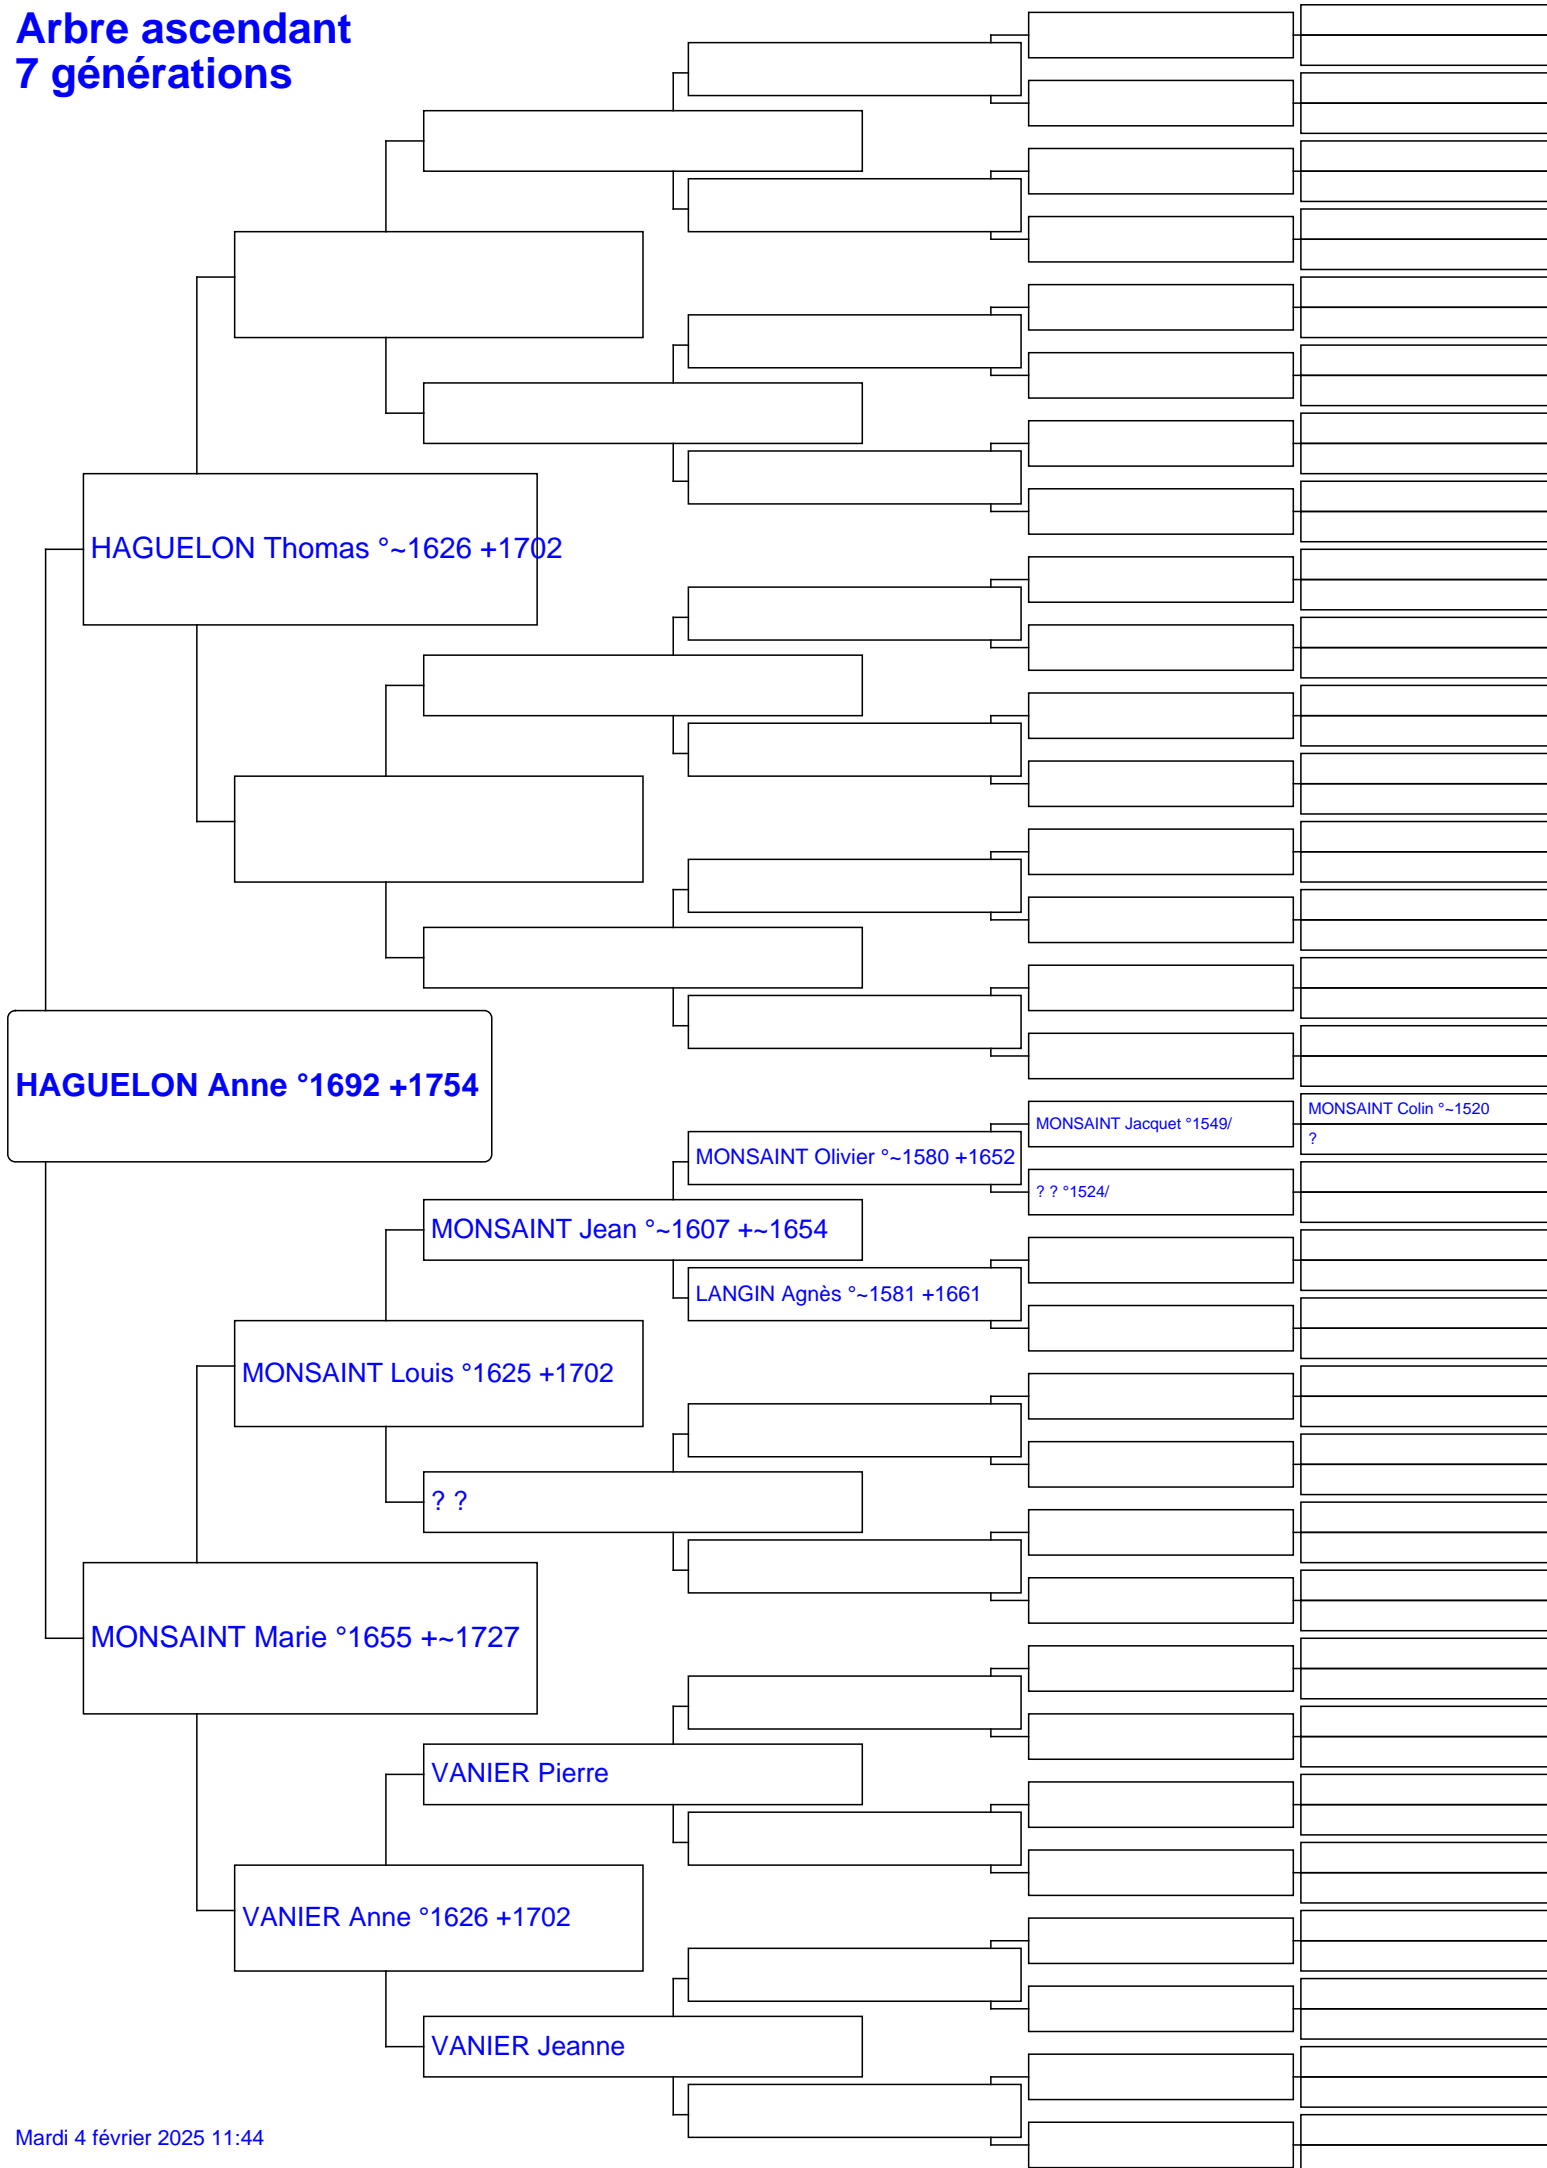 Arbre ascendant
7 générations
HAGUELON Thomas °~1626 +1702
HAGUELON Anne °1692 +1754
MONSAINT Colin °~1520
MONSAINT Jacquet °1549/
?
MONSAINT Olivier °~1580 +1652
? ? °1524/
MONSAINT Jean °~1607 +~1654
LANGIN Agnès °~1581 +1661
MONSAINT Louis °1625 +1702
? ?
MONSAINT Marie °1655 +~1727
VANIER Pierre
VANIER Anne °1626 +1702
VANIER Jeanne
Mardi 4 février 2025 11:44